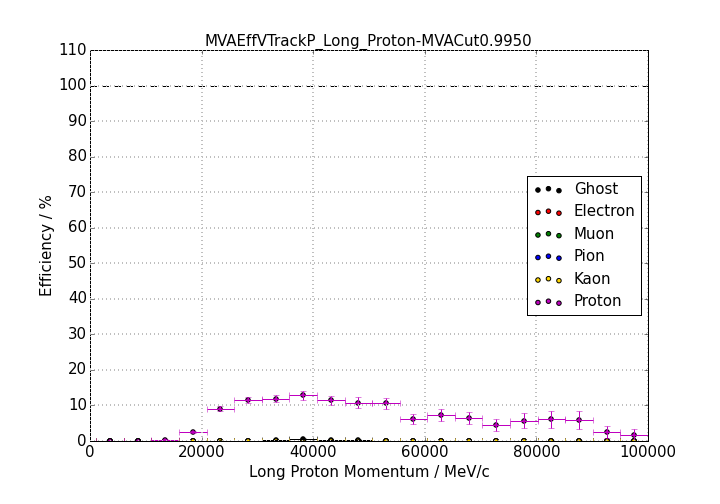 MVAEffVTrackP_Long_Proton-MVACut0.9950
110
100
90
80
70
60
50
40
30
20
10
0
Efficiency / %
Ghost
Electron
Muon
Pion
Kaon
Proton
0 20000 40000 60000 80000 100000
Long Proton Momentum / MeV/c